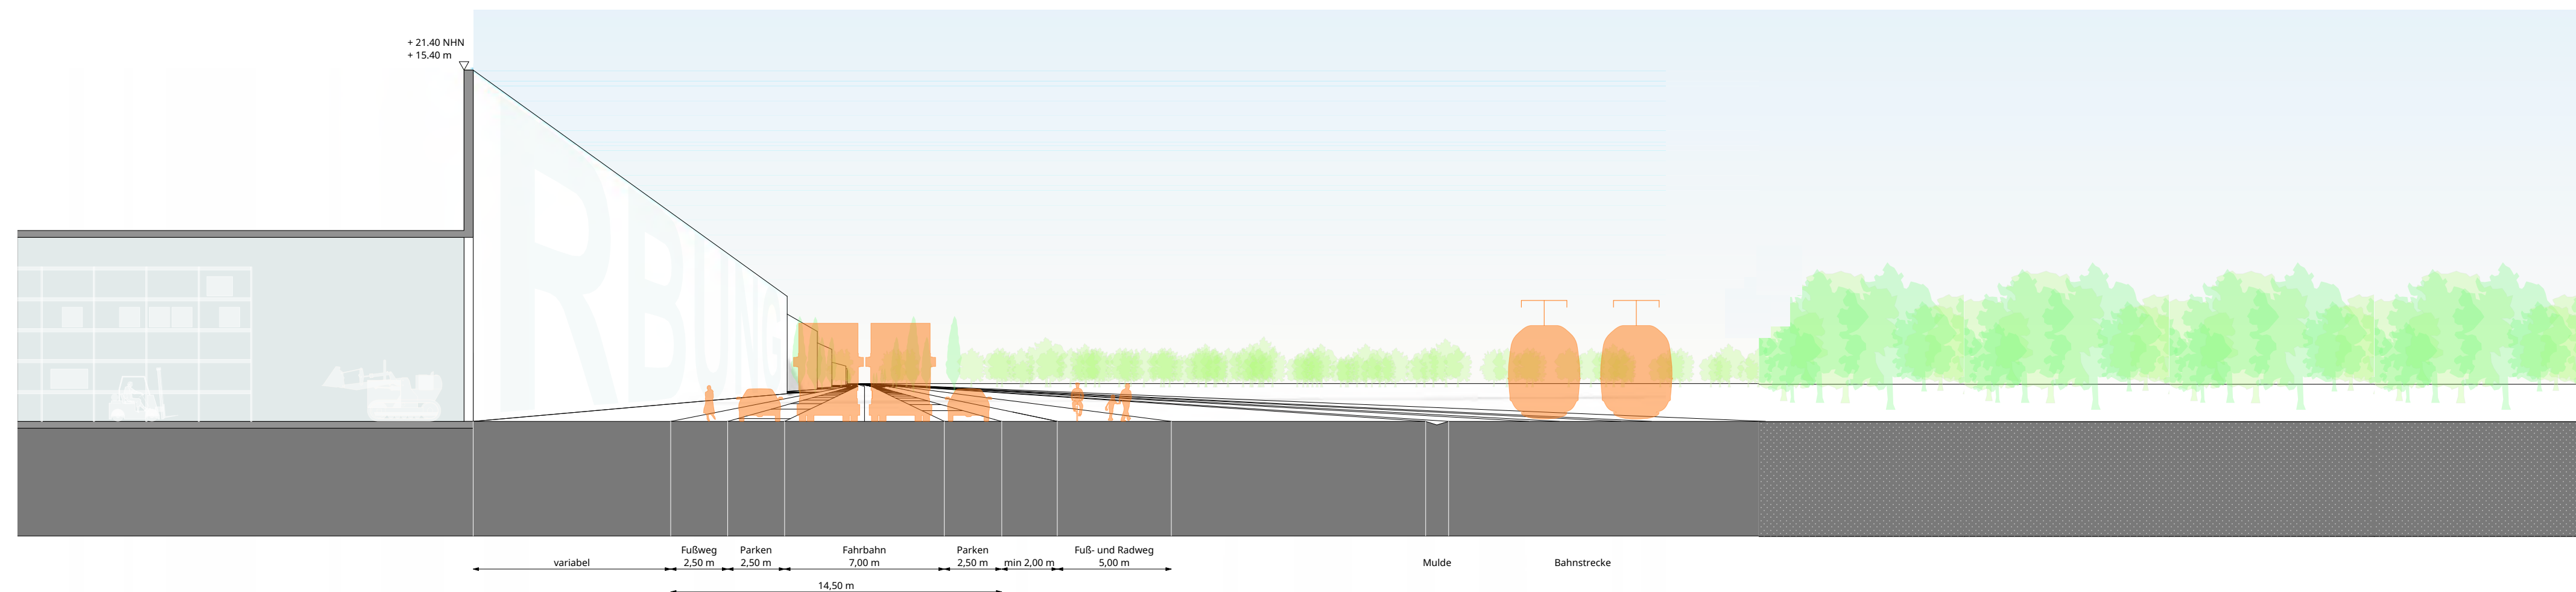 + 21.40 NHN
+ 15.40 m
RBUNG
variabel
Fußweg
2,50 m
Parken
2,50 m
Fahrbahn
7,00 m
Parken
2,50 m
min 2,00 m
Fuß- und Radweg
5,00 m
Mulde
Bahnstrecke
14,50 m